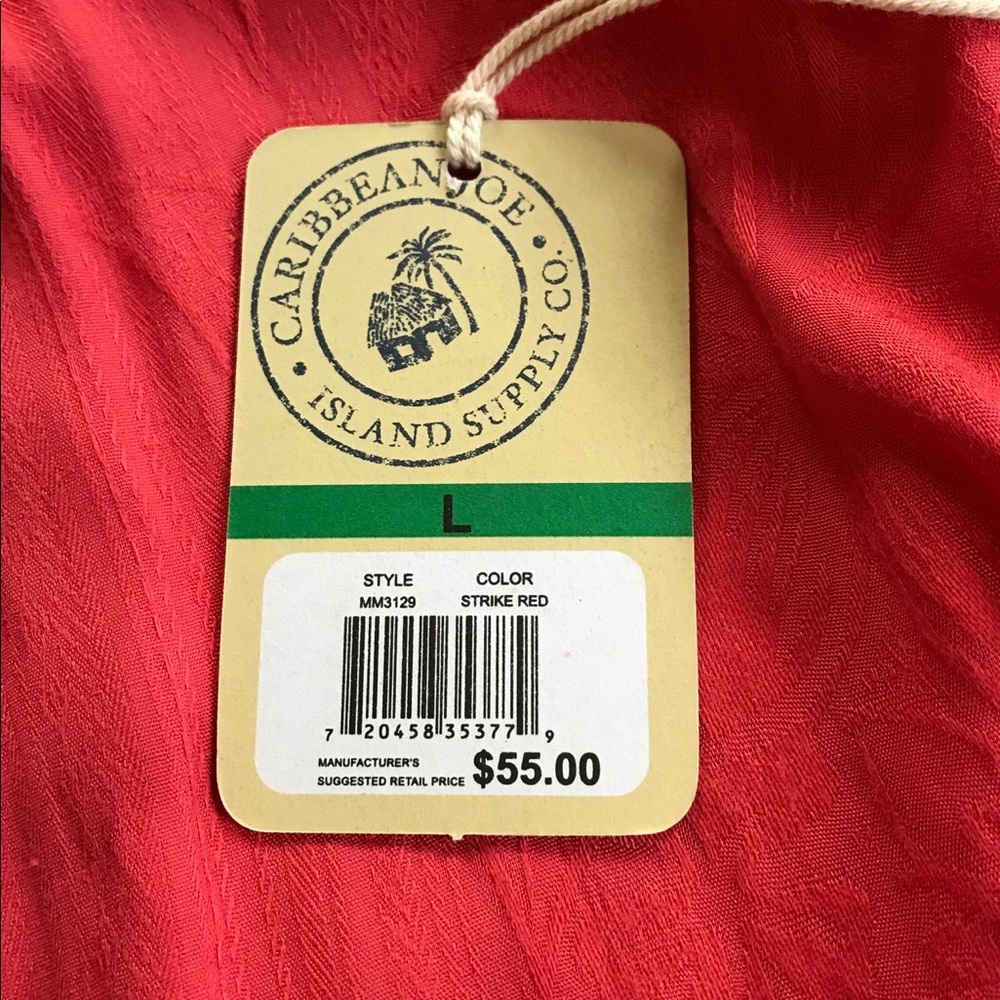 CARIBBEAN JOE
ISLAND SUPPLY CO.
L
STYLE COLOR
MM3129 STRIKE RED
7 20458 35377 9
MANUFACTURER'S
SUGGESTED RETAIL PRICE $55.00